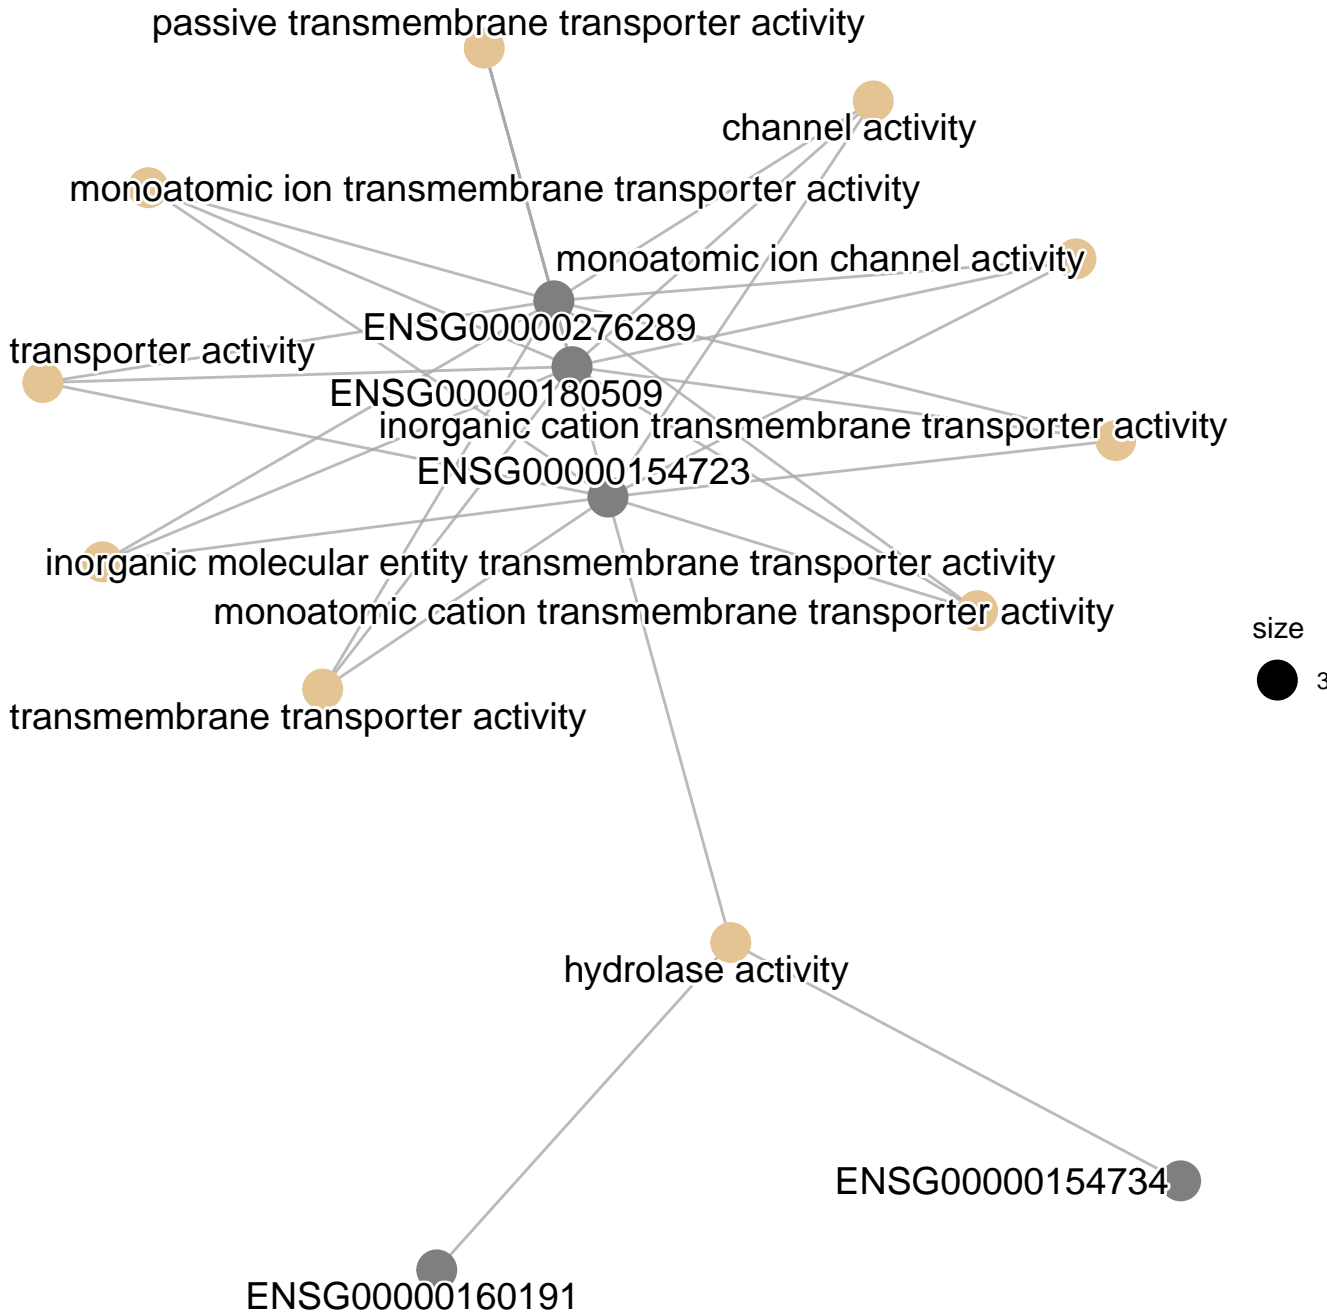 passive transmembrane transporter activity
channel activity
monoatomic ion transmembrane transporter activity
monoatomic ion channel activity
ENSG00000276289
transporter activity
ENSG00000180509
inorganic cation transmembrane transporter activity
ENSG00000154723
inorganic molecular entity transmembrane transporter activity
monoatomic cation transmembrane transporter activity
size
3
transmembrane transporter activity
hydrolase activity
ENSG00000154734
ENSG00000160191